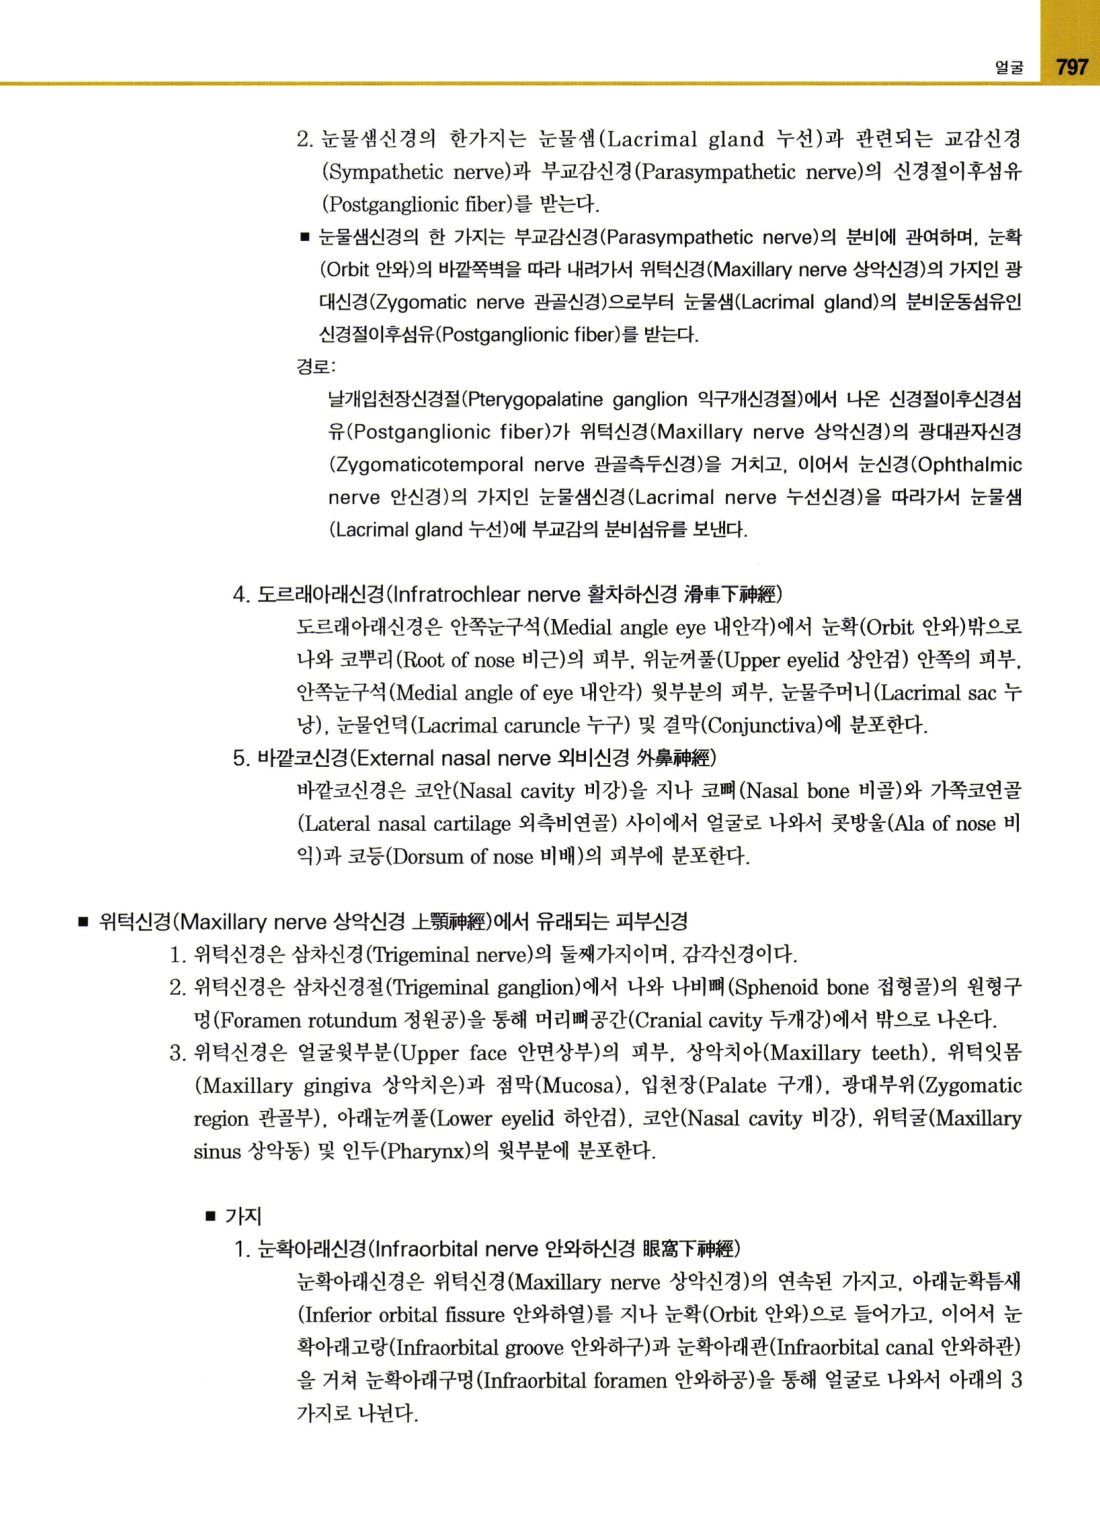 얼굴 797
2. 눈물샘신경의 한가지는 눈물샘(Lacrimal gland 누선)과 관련되는 교감신경
(Sympathetic nerve)과 부교감신경(Parasympathetic nerve)의 신경절이후섬유
(Postganglionic fiber)를 받는다.
■ 눈물샘신경의 한 가지는 부교감신경(Parasympathetic nerve)의 분비에 관여하며, 눈확
(Orbit 안와)의 바깥쪽벽을 따라 내려가서 위턱신경(Maxillary nerve 상악신경)의 가지인 광
대신경(Zygomatic nerve 관골신경)으로부터 눈물샘(Lacrimal gland)의 분비운동섬유인
신경절이후섬유(Postganglionic fiber)를 받는다.
경로:
날개입천장신경절(Pterygopalatine ganglion 익구개신경절)에서 나온 신경절이후신경섬
유(Postganglionic fiber)가 위턱신경(Maxillary nerve 상악신경)의 광대관자신경
(Zygomaticotemporal nerve 관골측두신경)을 거치고, 이어서 눈신경(Ophthalmic
nerve 안신경)의 가지인 눈물샘신경(Lacrimal nerve 누선신경)을 따라가서 눈물샘
(Lacrimal gland 누선)에 부교감의 분비섬유를 보낸다.
4. 도르래아래신경(Infratrochlear nerve 활차하신경 滑車下神經)
도르래아래신경은 안쪽눈구석(Medial angle eye 내안각)에서 눈확(Orbit 안와)밖으로
나와 코뿌리(Root of nose 비근)의 피부, 위눈꺼풀(Upper eyelid 상안검) 안쪽의 피부,
안쪽눈구석(Medial angle of eye 내안각) 윗부분의 피부, 눈물주머니(Lacrimal sac 누
낭), 눈물언덕(Lacrimal caruncle 누구) 및 결막(Conjunctiva)에 분포한다.
5. 바깥코신경(External nasal nerve 외비신경 外鼻神經)
바깥코신경은 코안(Nasal cavity 비강)을 지나 코뼈(Nasal bone 비골)와 가쪽코연골
(Lateral nasal cartilage 외측비연골) 사이에서 얼굴로 나와서 콧방울(Ala of nose 비
익)과 코등(Dorsum of nose 비배)의 피부에 분포한다.
■ 위턱신경(Maxillary nerve 상악신경 上顎神經)에서 유래되는 피부신경
1. 위턱신경은 삼차신경(Trigeminal nerve)의 둘째가지이며, 감각신경이다.
2. 위턱신경은 삼차신경절(Trigeminal ganglion)에서 나와 나비뼈(Sphenoid bone 접형골)의 원형구
멍(Foramen rotundum 정원공)을 통해 머리뼈공간(Cranial cavity 두개강)에서 밖으로 나온다.
3. 위턱신경은 얼굴윗부분(Upper face 안면상부)의 피부, 상악치아(Maxillary teeth), 위턱잇몸
(Maxillary gingiva 상악치은)과 점막(Mucosa), 입천장(Palate 구개), 광대부위(Zygomatic
region 관골부), 아래눈꺼풀(Lower eyelid 하안검), 코안(Nasal cavity 비강), 위턱굴(Maxillary
sinus 상악동) 및 인두(Pharynx)의 윗부분에 분포한다.
■ 가지
1. 눈확아래신경(Infraorbital nerve 안와하신경 眼窩下神經)
눈확아래신경은 위턱신경(Maxillary nerve 상악신경)의 연속된 가지고, 아래눈확틈새
(Inferior orbital fissure 안와하열)를 지나 눈확(Orbit 안와)으로 들어가고, 이어서 눈
확아래고랑(Infraorbital groove 안와하구)과 눈확아래관(Infraorbital canal 안와하관)
을 거쳐 눈확아래구멍(Infraorbital foramen 안와하공)을 통해 얼굴로 나와서 아래의 3
가지로 나뉜다.